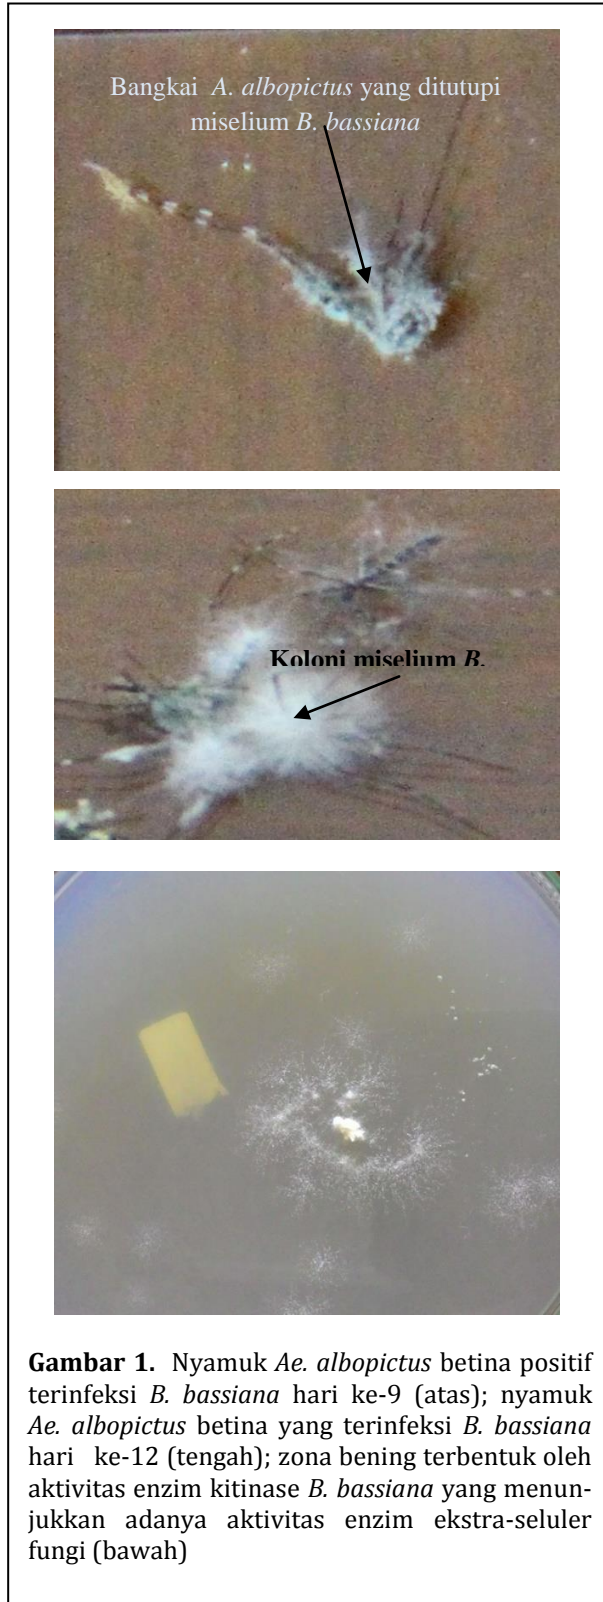 Bangkai A. albopictus yang ditutupi
miselium B. bassiana
Koloni miselium B.
Gambar 1. Nyamuk Ae. albopictus betina positif
terinfeksi B. bassiana hari ke-9 (atas); nyamuk
Ae. albopictus betina yang terinfeksi B. bassiana
hari ke-12 (tengah); zona bening terbentuk oleh
aktivitas enzim kitinase B. bassiana yang menun-
jukkan adanya aktivitas enzim ekstra-seluler
fungi (bawah)